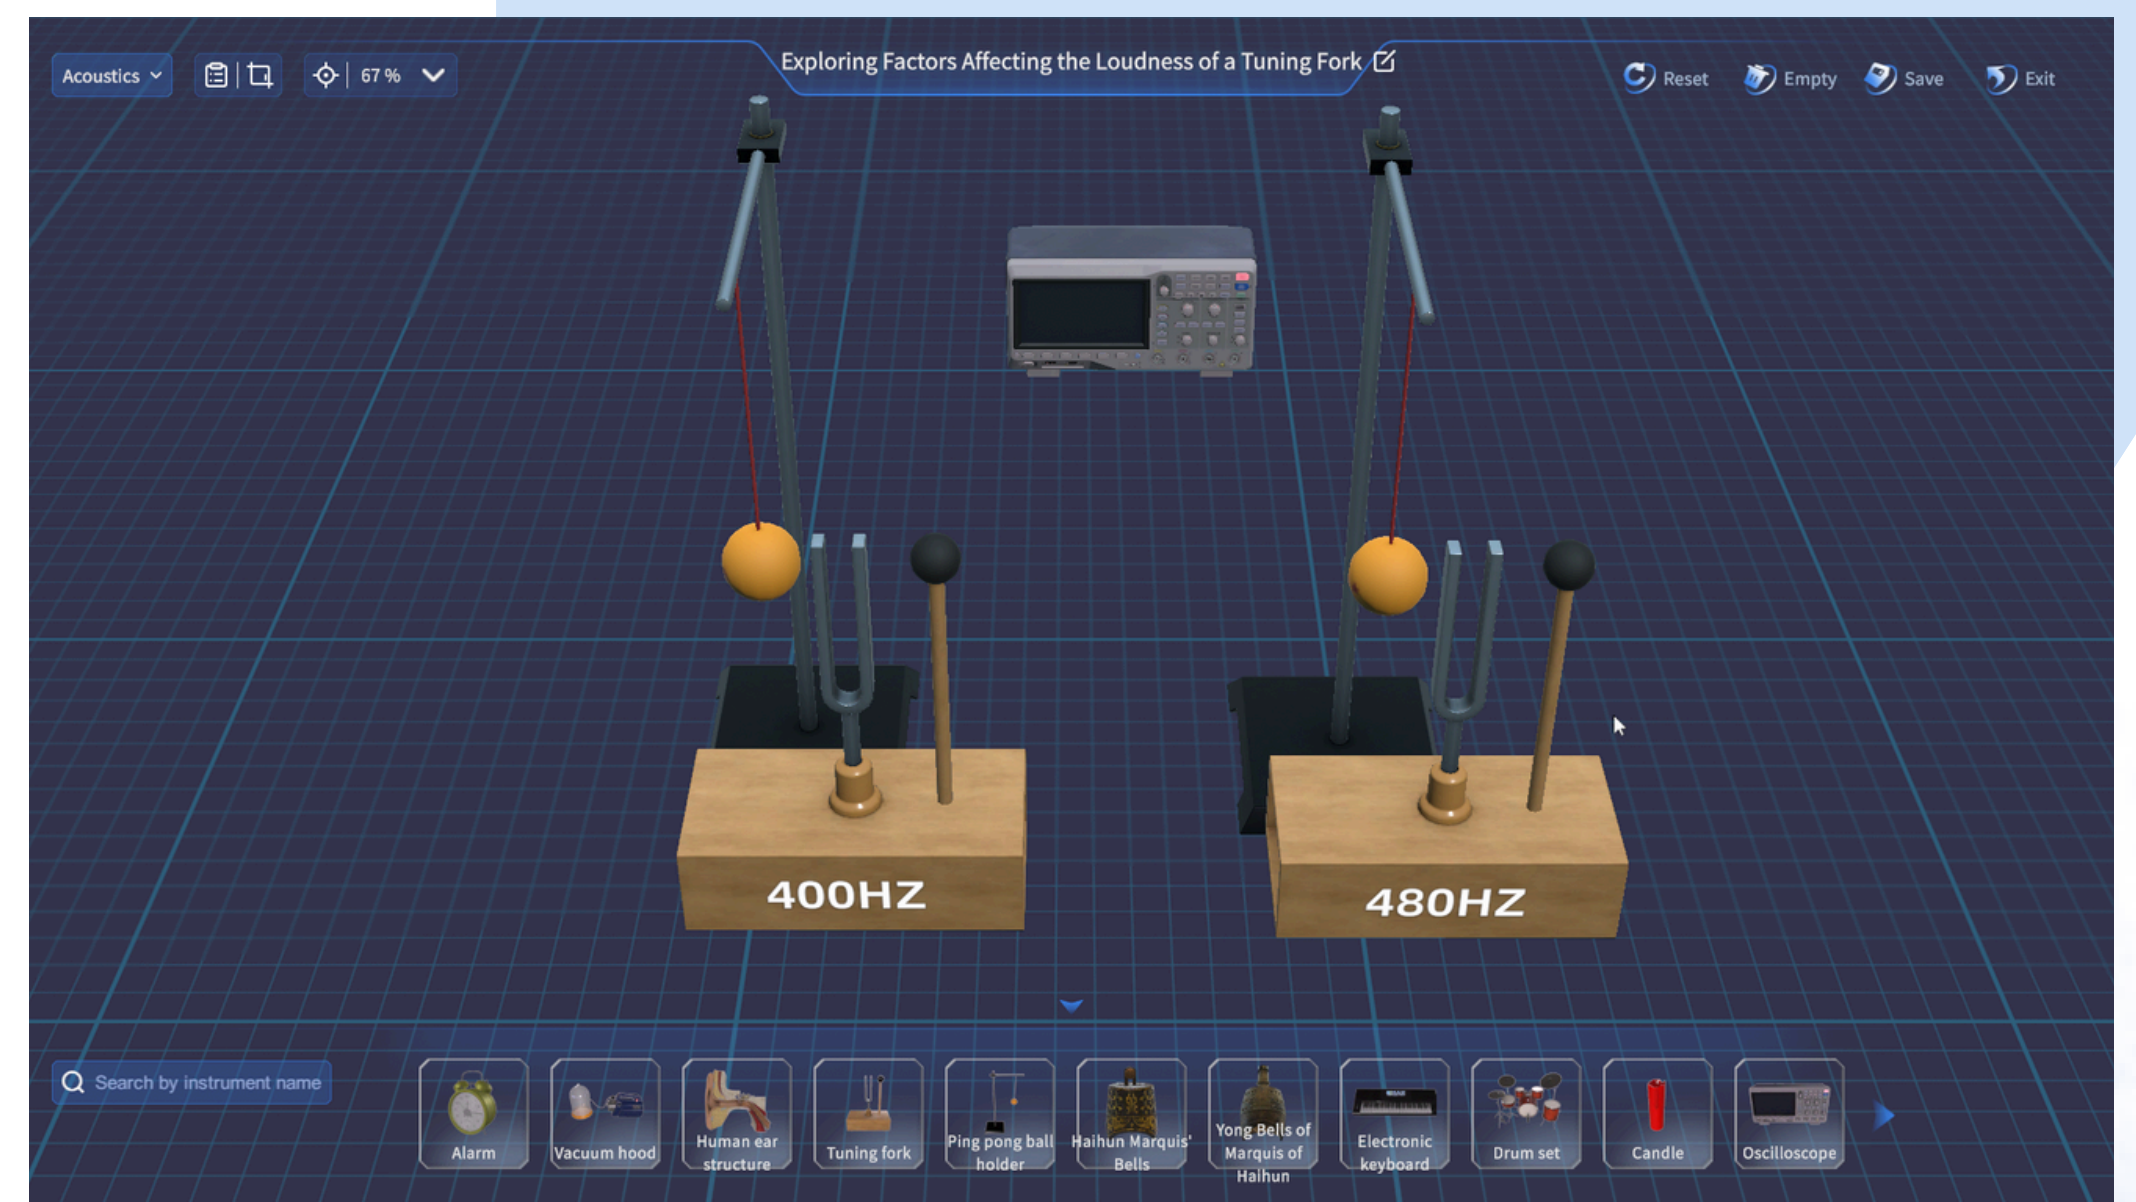 Acoustics
67 %
Exploring Factors Affecting the Loudness of a Tuning Fork
Reset
Empty
Save
Exit
400HZ
480HZ
Search by instrument name
Alarm
Vacuum hood
Human ear
structure
Tuning fork
Ping pong ball
holder
Haihun Marquis'
Bells
Yong Bells of
Marquis of
Haihun
Electronic
keyboard
Drum set
Candle
Oscilloscope